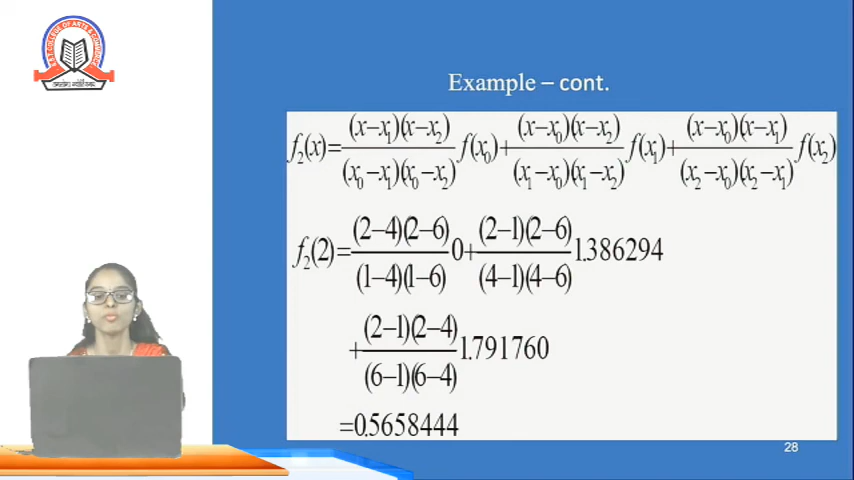 Example – cont.
f₂(x)=(x–x₁)(x–x₂)/(x₀–x₁)(x₀–x₂) f(x₀)+(x–x₀)(x–x₂)/(x₁–x₀)(x₁–x₂) f(x₁)+(x–x₀)(x–x₁)/(x₂–x₀)(x₂–x₁) f(x₂)
f₂(2)=(2–4)(2–6)/(1–4)(1–6) 0+(2–1)(2–6)/(4–1)(4–6) 1.386294
+(2–1)(2–4)/(6–1)(6–4) 1.791760
=0.5658444
28